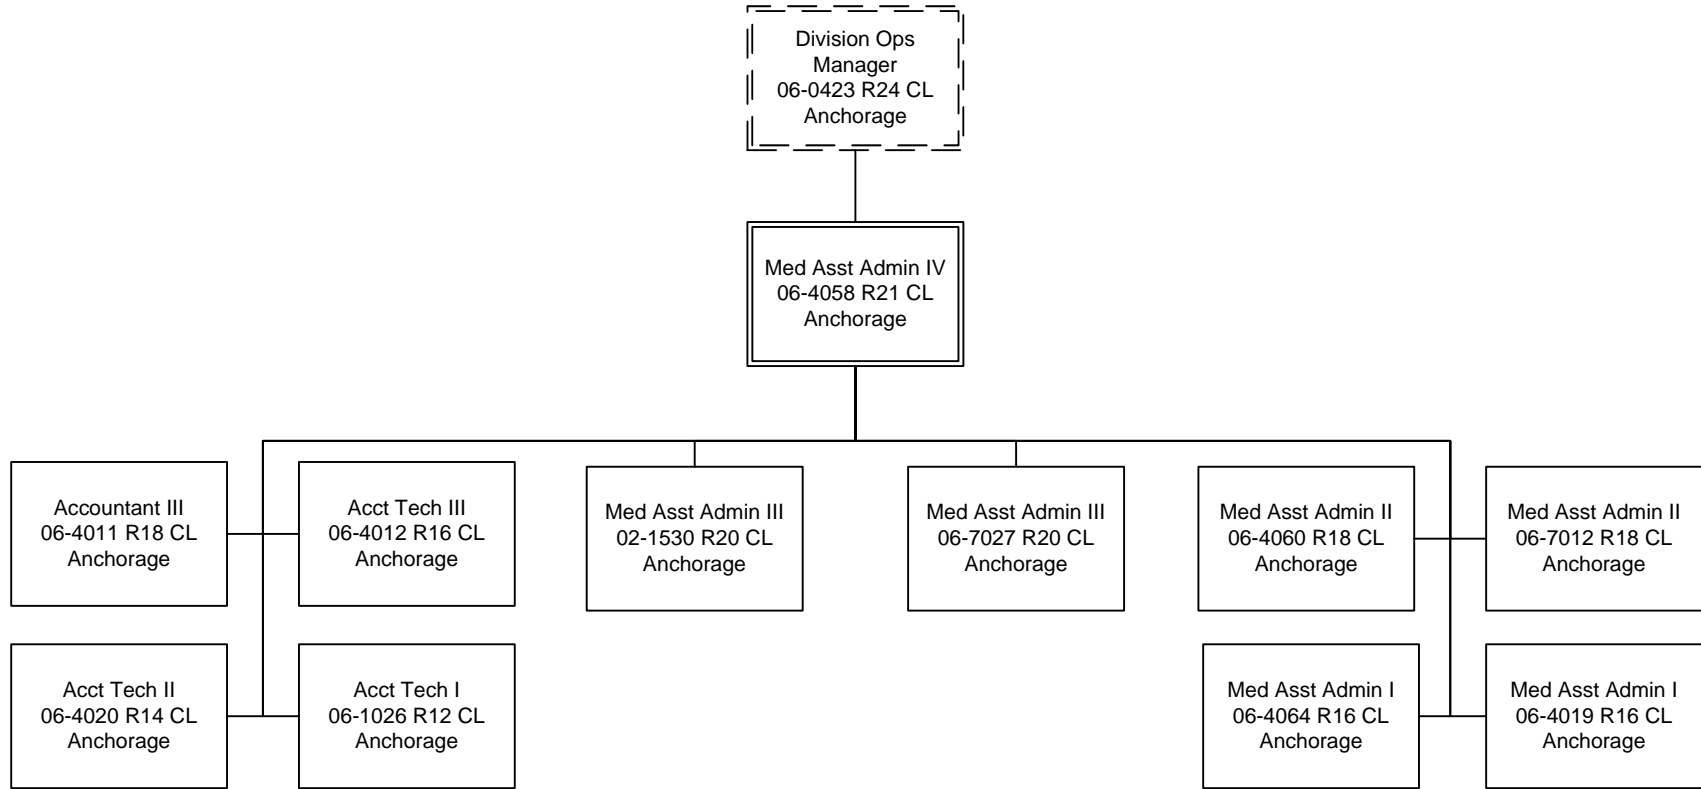 Division Ops
Manager
06-0423 R24 CL
Anchorage
Med Asst Admin IV
06-4058 R21 CL
Anchorage
Accountant III
06-4011 R18 CL
Anchorage
Acct Tech III
06-4012 R16 CL
Anchorage
Med Asst Admin III
02-1530 R20 CL
Anchorage
Med Asst Admin III
06-7027 R20 CL
Anchorage
Med Asst Admin II
06-4060 R18 CL
Anchorage
Med Asst Admin II
06-7012 R18 CL
Anchorage
Acct Tech II
06-4020 R14 CL
Anchorage
Acct Tech I
06-1026 R12 CL
Anchorage
Med Asst Admin I
06-4064 R16 CL
Anchorage
Med Asst Admin I
06-4019 R16 CL
Anchorage